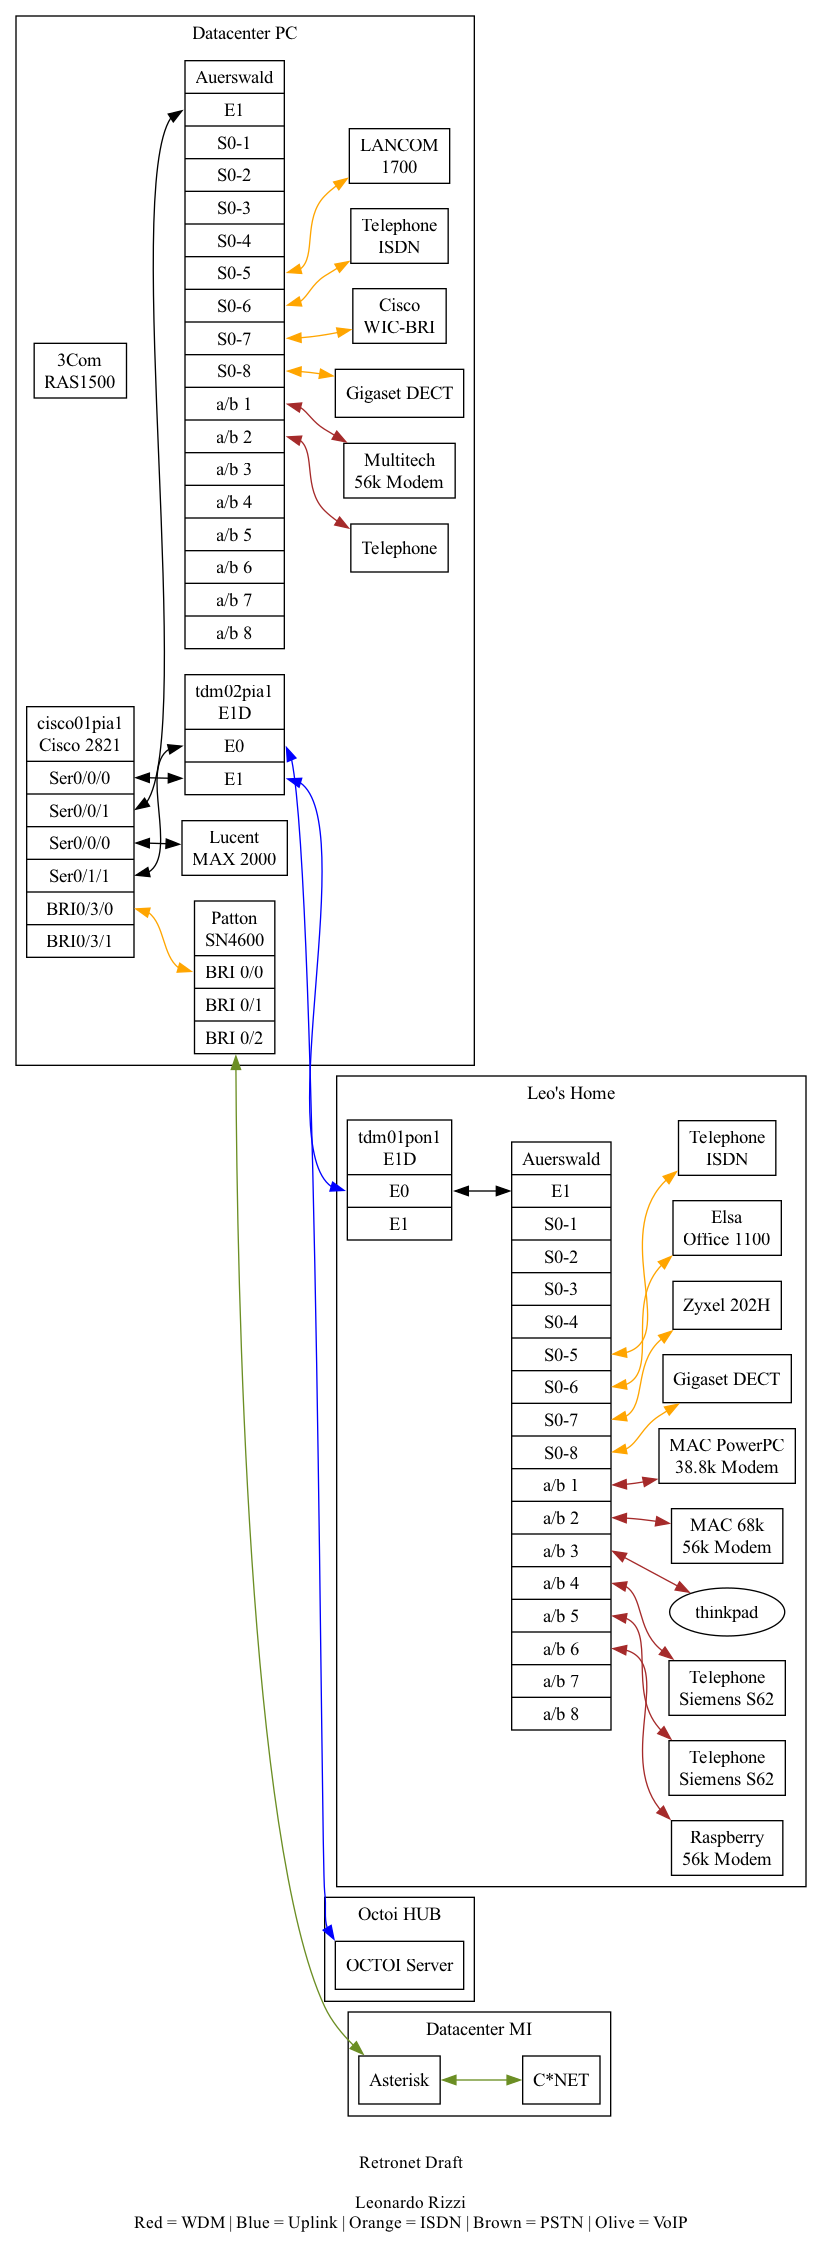 Datacenter PC
Auerswald
E1
S0-1
S0-2
S0-3
S0-4
S0-5
S0-6
S0-7
S0-8
a/b 1
a/b 2
a/b 3
a/b 4
a/b 5
a/b 6
a/b 7
a/b 8
LANCOM
1700
Telephone
ISDN
Cisco
WIC-BRI
Gigaset DECT
Multitech
56k Modem
Telephone
3Com
RAS1500
cisco01pia1
Cisco 2821
Ser0/0/0
Ser0/0/1
Ser0/0/0
Ser0/1/1
BRI0/3/0
BRI0/3/1
tdm02pia1
E1D
E0
E1
Lucent
MAX 2000
Patton
SN4600
BRI 0/0
BRI 0/1
BRI 0/2
Leo's Home
tdm01pon1
E1D
E0
E1
Auerswald
E1
S0-1
S0-2
S0-3
S0-4
S0-5
S0-6
S0-7
S0-8
a/b 1
a/b 2
a/b 3
a/b 4
a/b 5
a/b 6
a/b 7
a/b 8
Telephone
ISDN
Elsa
Office 1100
Zyxel 202H
Gigaset DECT
MAC PowerPC
38.8k Modem
MAC 68k
56k Modem
thinkpad
Telephone
Siemens S62
Telephone
Siemens S62
Raspberry
56k Modem
Octoi HUB
OCTOI Server
Datacenter MI
Asterisk
C*NET
Retronet Draft
Leonardo Rizzi
Red = WDM | Blue = Uplink | Orange = ISDN | Brown = PSTN | Olive = VoIP